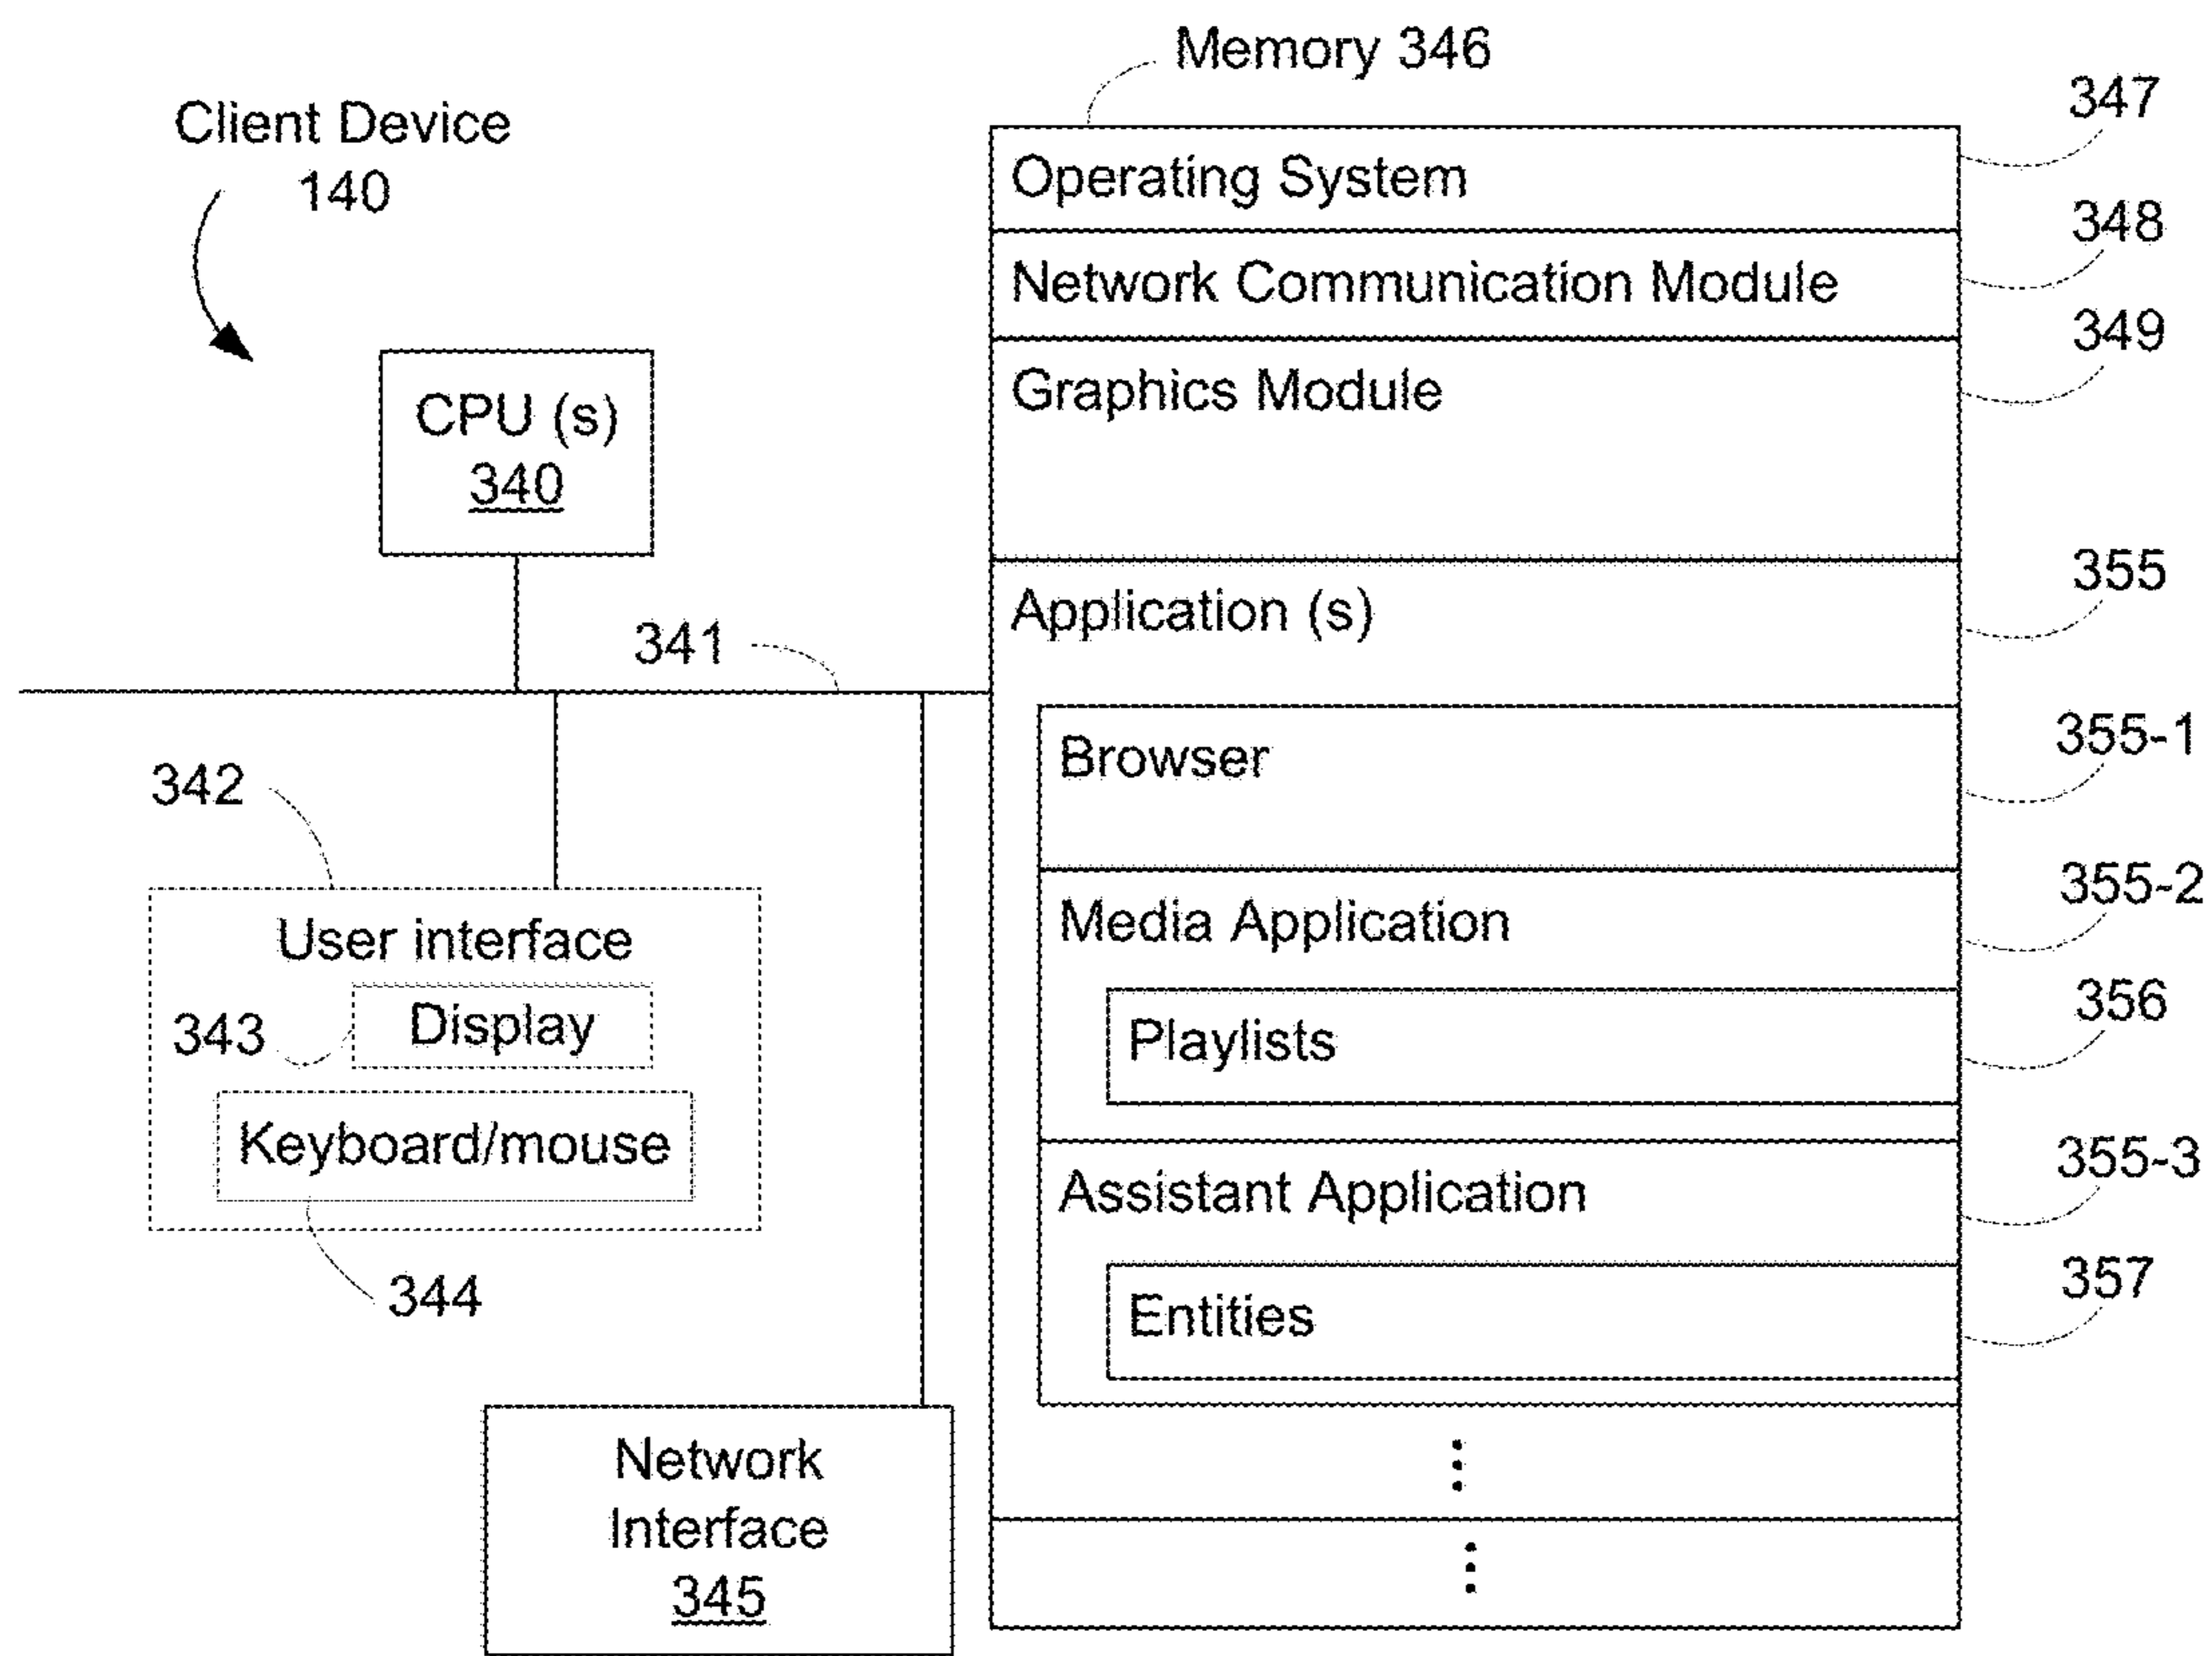 Memory 346
Client Device
140
347
Operating System
348
Network Communication Module
349
Graphics Module
CPU (s)
340
355
Application (s)
341
355-1
Browser
342
355-2
Media Application
User interface
356
343
Display
Playlists
Keyboard/mouse
355-3
Assistant Application
344
357
Entities
Network
Interface
345